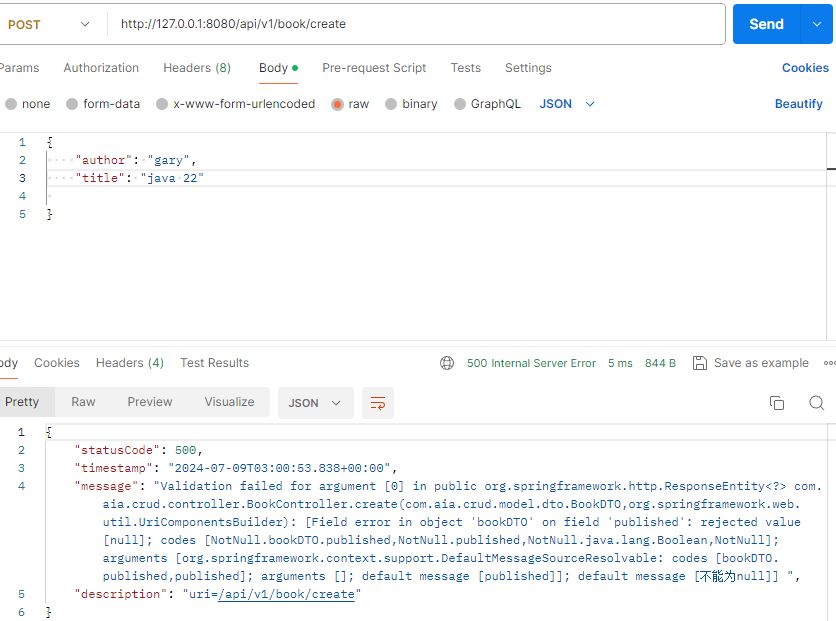 POST http://127.0.0.1:8080/api/v1/book/create Send
Params Authorization Headers (8) Body Pre-request Script Tests Settings Cookies
none form-data x-www-form-urlencoded raw binary GraphQL JSON Beautify
1 {
2 "author": "gary",
3 "title": "java 22"
4
5 }
ody Cookies Headers (4) Test Results 500 Internal Server Error 5 ms 844 B Save as example
Pretty Raw Preview Visualize JSON
1 {
2 "statusCode": 500,
3 "timestamp": "2024-07-09T03:00:53.838+00:00",
4 "message": "Validation failed for argument [0] in public org.springframework.http.ResponseEntity<?> com.
aia.crud.controller.BookController.create(com.aia.crud.model.dto.BookDTO,org.springframework.web.
util.UriComponentsBuilder): [Field error in object 'bookDTO' on field 'published': rejected value
[null]; codes [NotNull.bookDTO.published,NotNull.published,NotNull.java.lang.Boolean,NotNull];
arguments [org.springframework.context.support.DefaultMessageSourceResolvable: codes [bookDTO.
published,published]; arguments []; default message [published]]; default message [不能为null]] ",
5 "description": "uri=/api/v1/book/create"
6 }